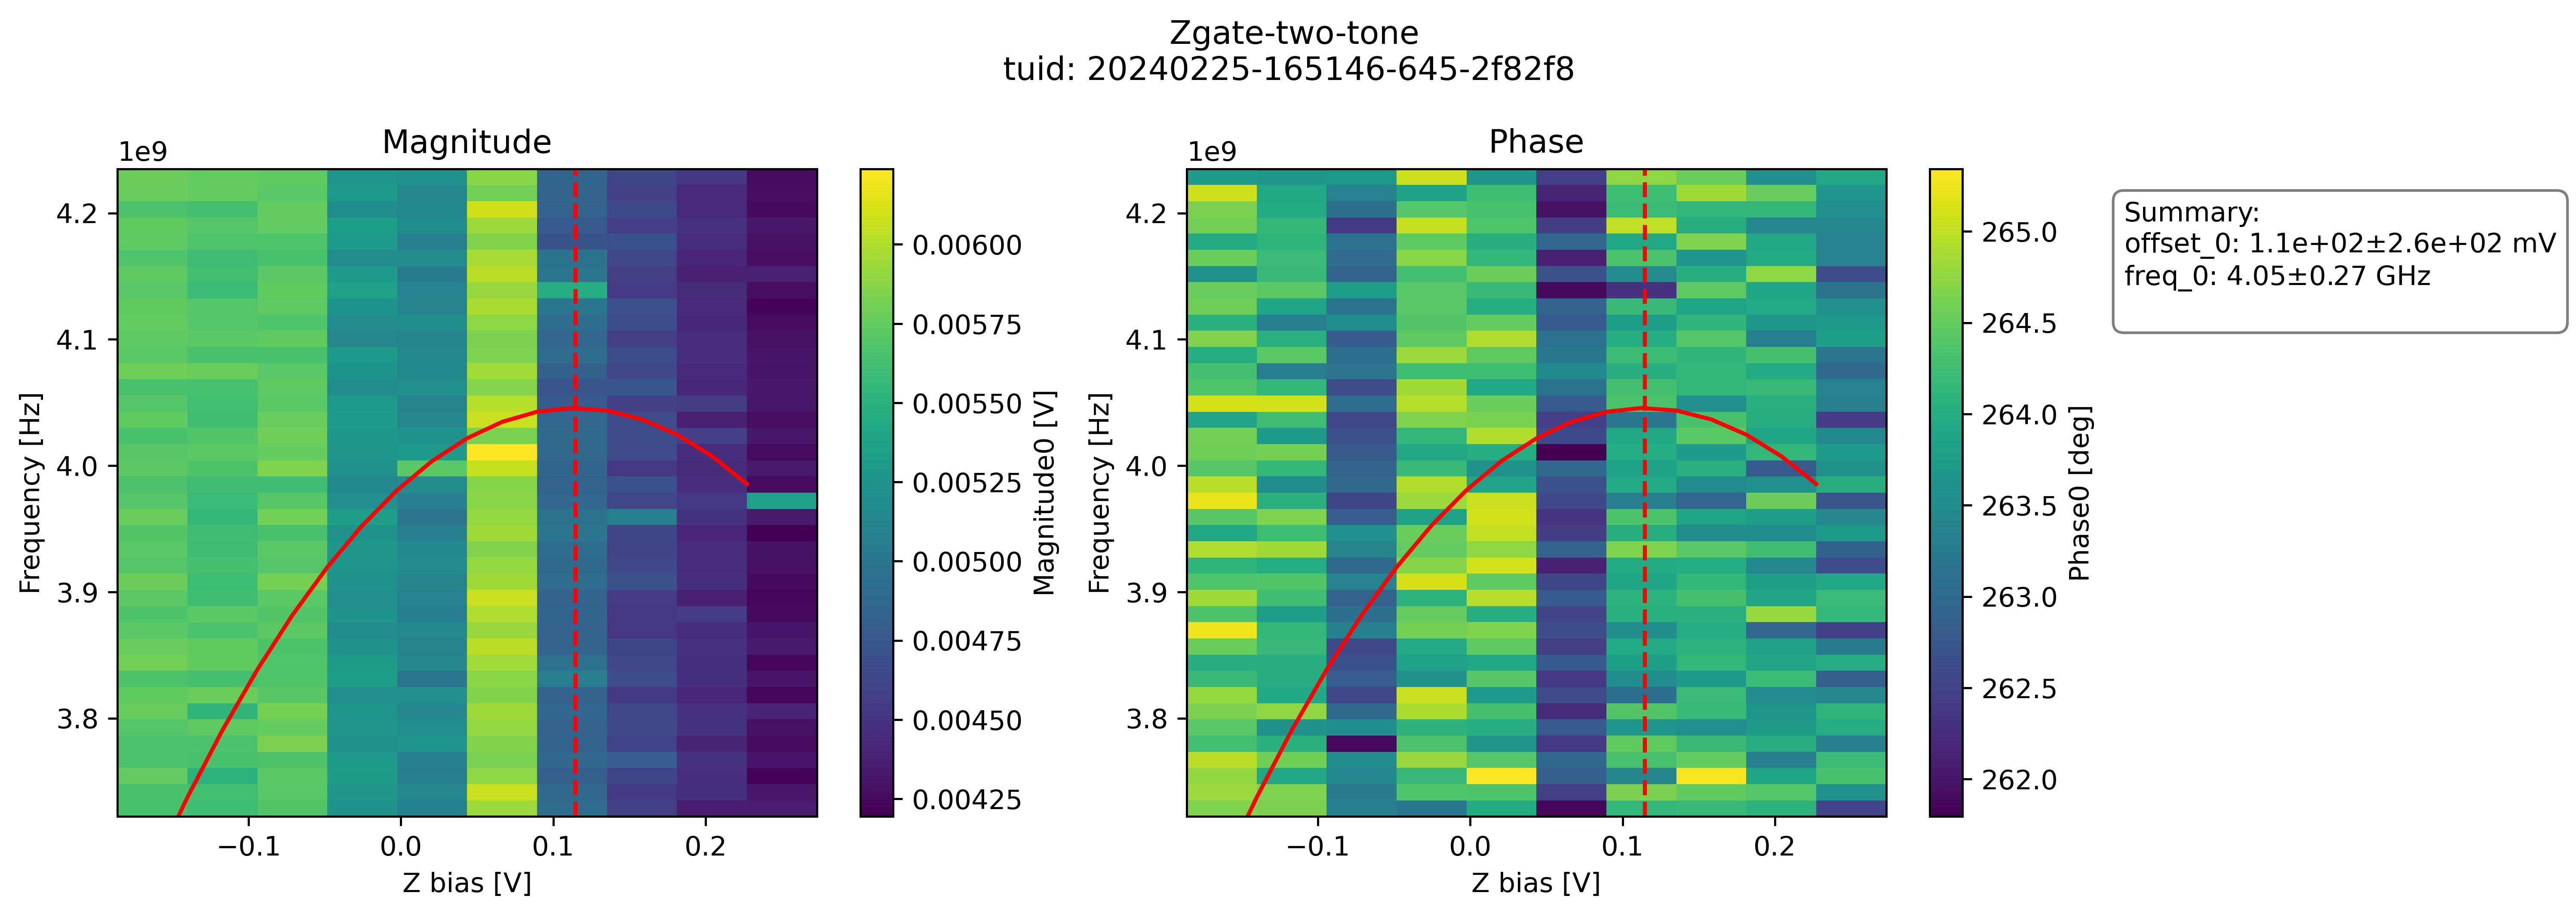 Zgate-two-tone
tuid: 20240225-165146-645-2f82f8
Magnitude
1e9
4.2
4.1
4.0
3.9
3.8
Frequency [Hz]
−0.1
0.0
0.1
0.2
Z bias [V]
0.00600
0.00575
0.00550
0.00525
0.00500
0.00475
0.00450
0.00425
Magnitude0 [V]
Phase
1e9
4.2
4.1
4.0
3.9
3.8
Frequency [Hz]
−0.1
0.0
0.1
0.2
Z bias [V]
265.0
264.5
264.0
263.5
263.0
262.5
262.0
Phase0 [deg]
Summary:
offset_0: 1.1e+02±2.6e+02 mV
freq_0: 4.05±0.27 GHz